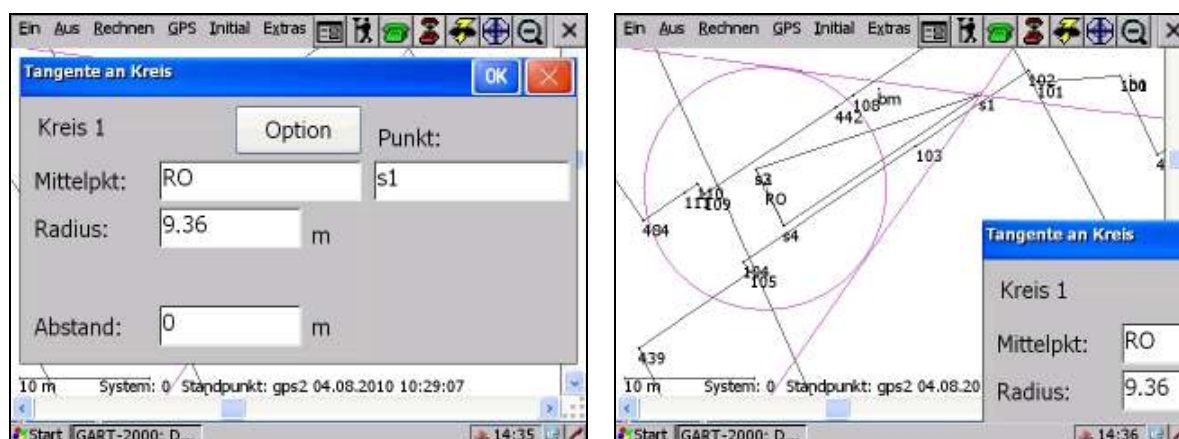 Ein Aus Rechnen GPS Initial Extras
Tangente an Kreis OK
Kreis 1 Option Punkt:
Mittelpkt: RO s1
Radius: 9.36 m
Abstand: 0 m
10 m System: 0 Standpunkt: gps2 04.08.2010 10:29:07
Start GART-2000: D... 14:35
Ein Aus Rechnen GPS Initial Extras
102
101
108 bm
442
s1
103
s3
RO
110
111 109
484
s4
104
105
439
Tangente an Kreis
Kreis 1
Mittelpkt: RO
Radius: 9.36
10 m System: 0 Standpunkt: gps2 04.08.20
Start GART-2000: D... 14:36